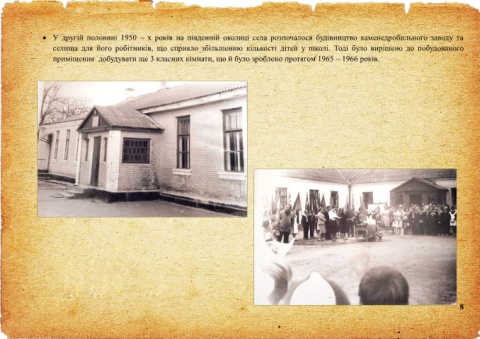 • У другій половині 1950 – х років на південній околиці села розпочалося будівництво каменедробильного заводу та
селища для його робітників, що сприкло збільшенню кількості дітей у школі. Тоді було вирішено до побудованого
приміщення добудувати ще 3 класних кімнати, що й було зроблено протягом 1965 – 1966 років.
8